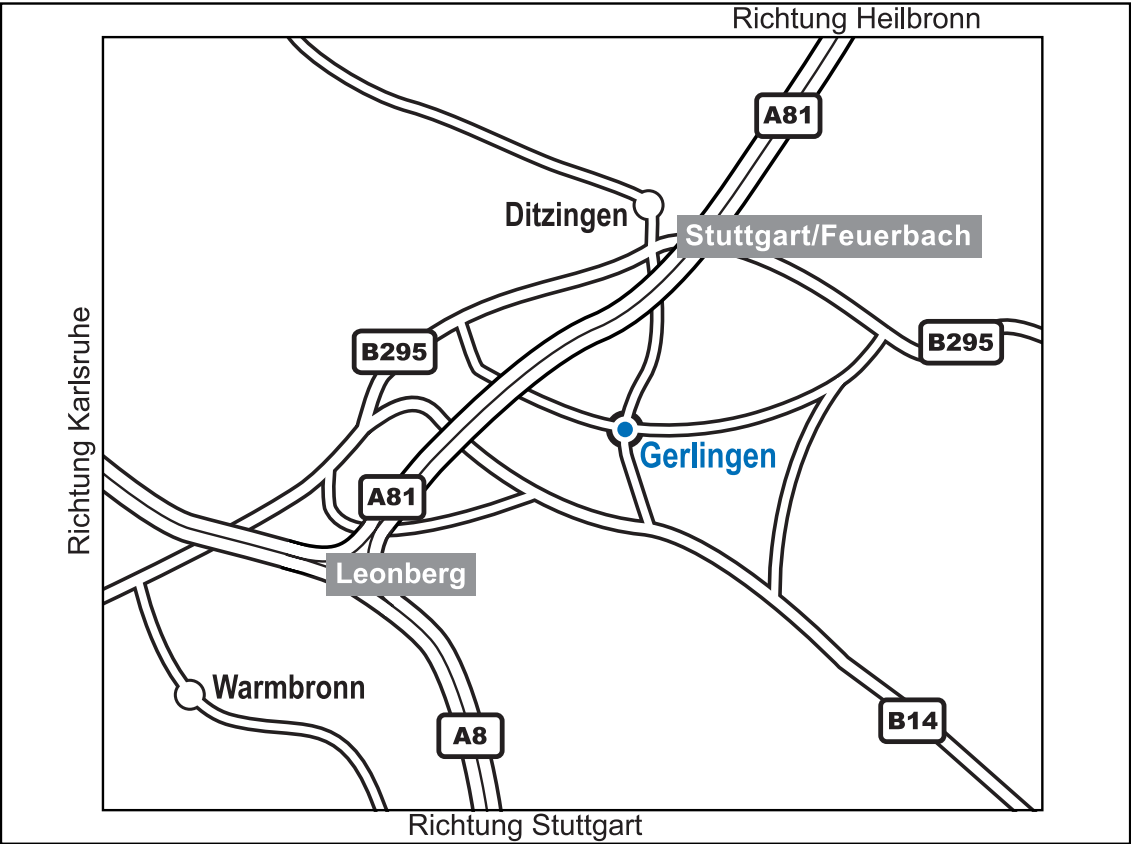 Richtung Heilbronn
A81
Ditzingen
Stuttgart/Feuerbach
B295
B295
Richtung Karlsruhe
Gerlingen
A81
Leonberg
Warmbronn
B14
A8
Richtung Stuttgart